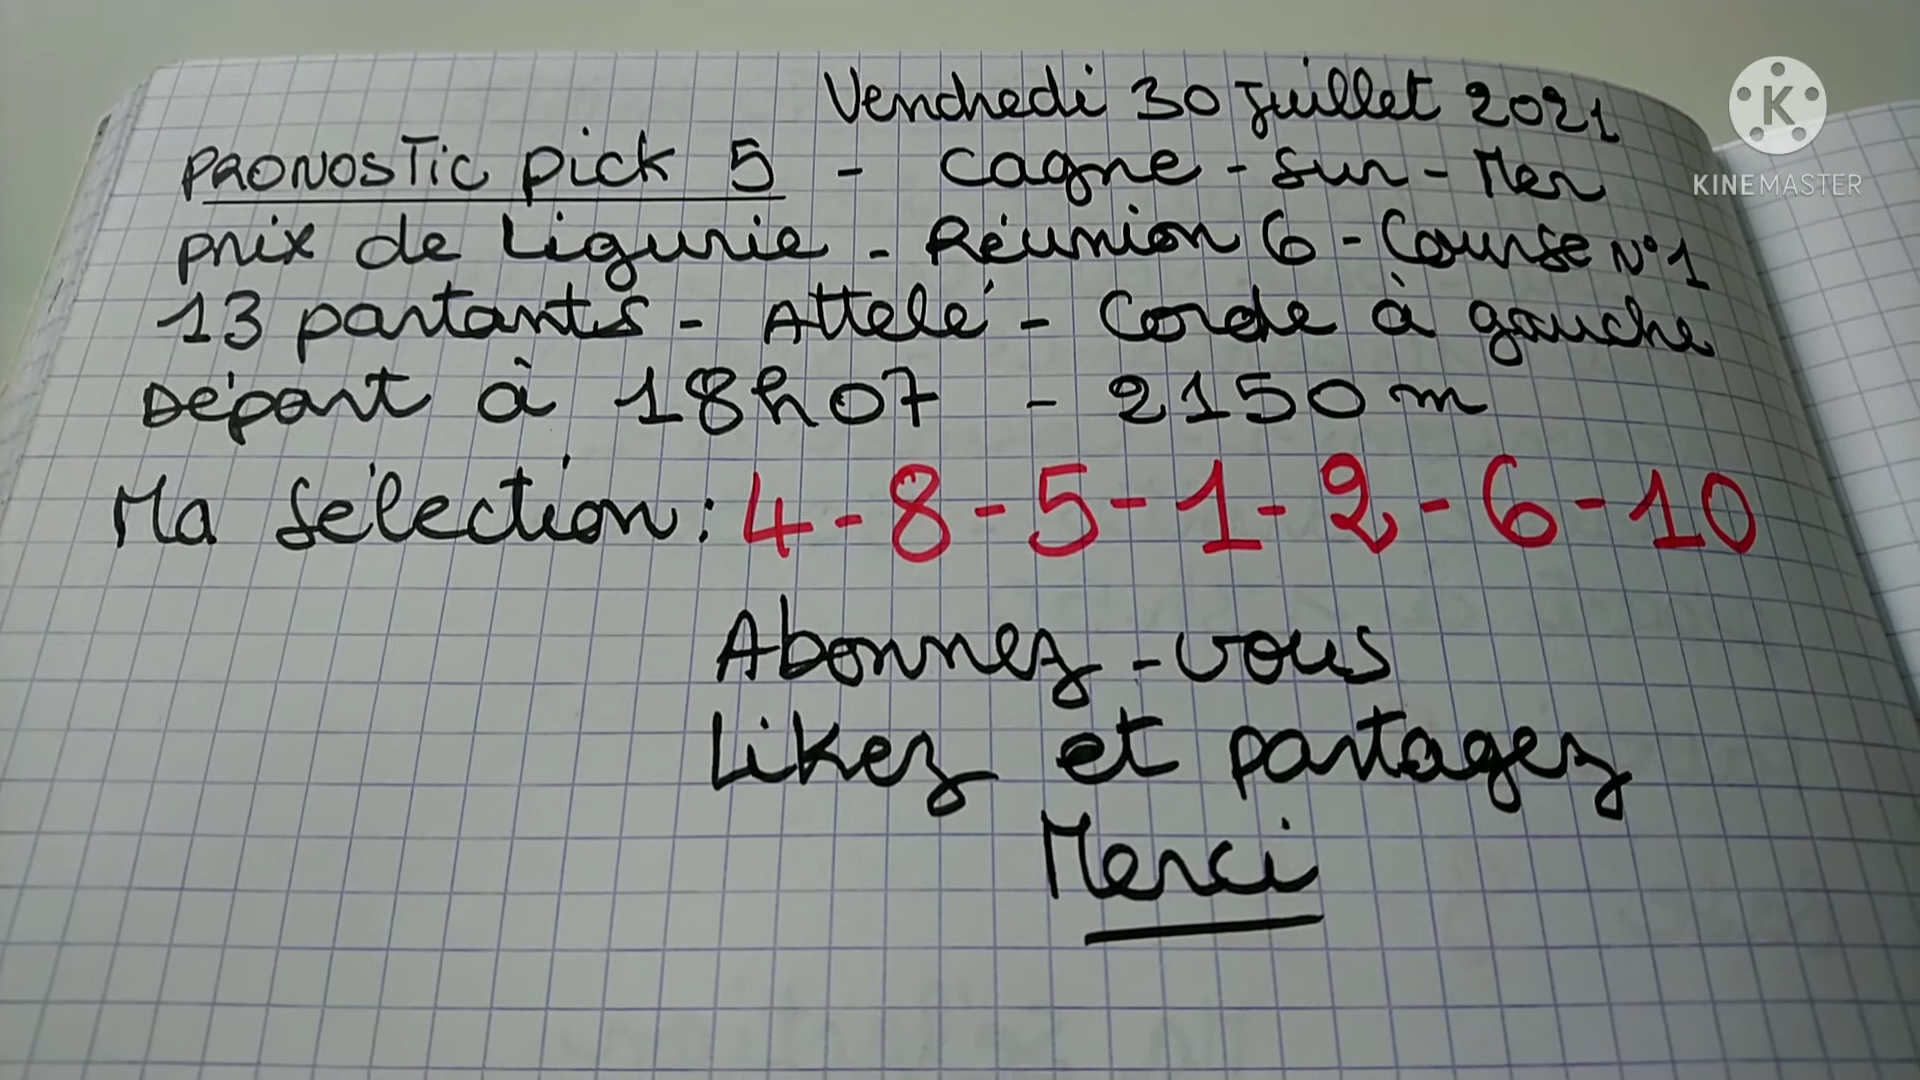 Vendredi 30 Juillet 2021
PRONOSTIC PICK 5 - Cagne-Sur-Mer
prix de Ligurie - Réunion 6 - Course N°1
13 partants - Attelé - Corde à gauche
Départ à 18h07 - 2150m
Ma sélection : 4-8-5-1-2-6-10
Abonnez-vous
Likez et partagez
Merci
K
KINEMASTER